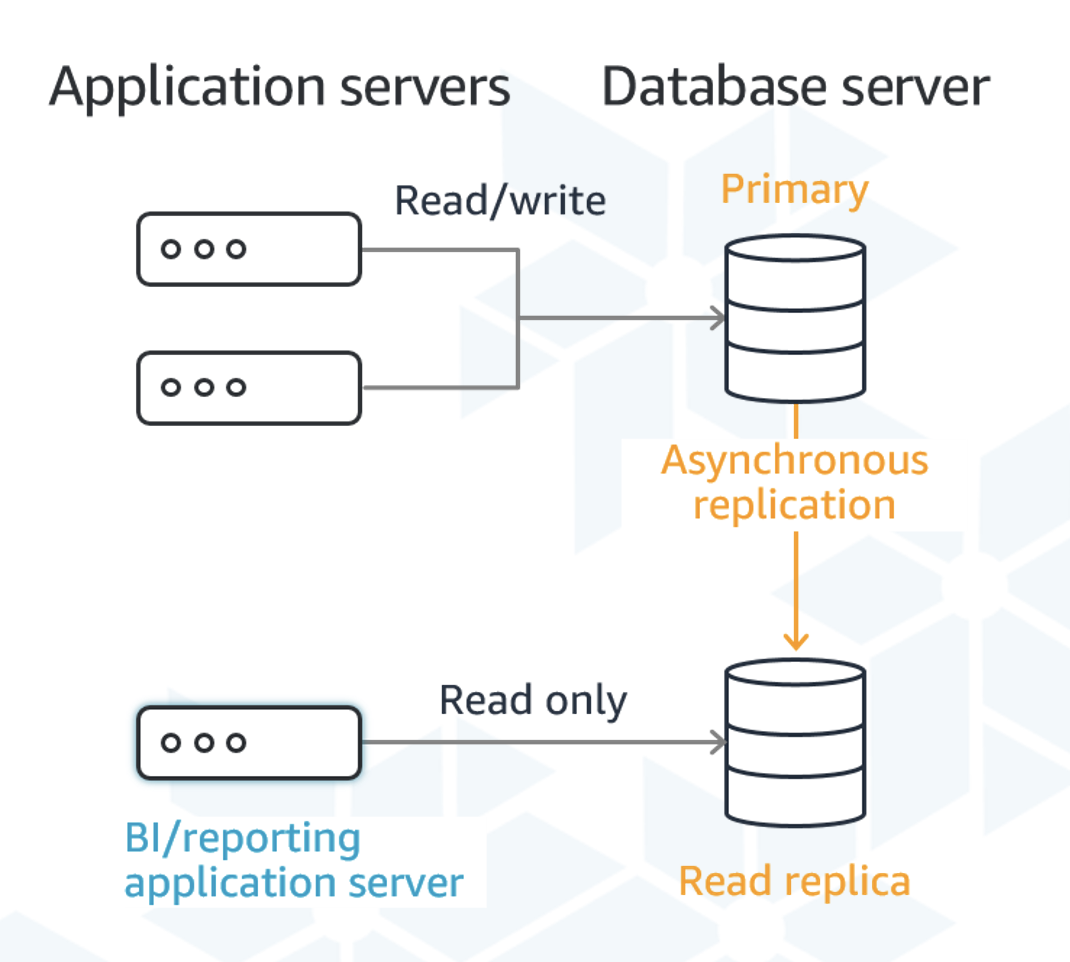 Application servers
Database server
Read/write
Primary
Asynchronous
replication
Read only
BI/reporting
application server
Read replica